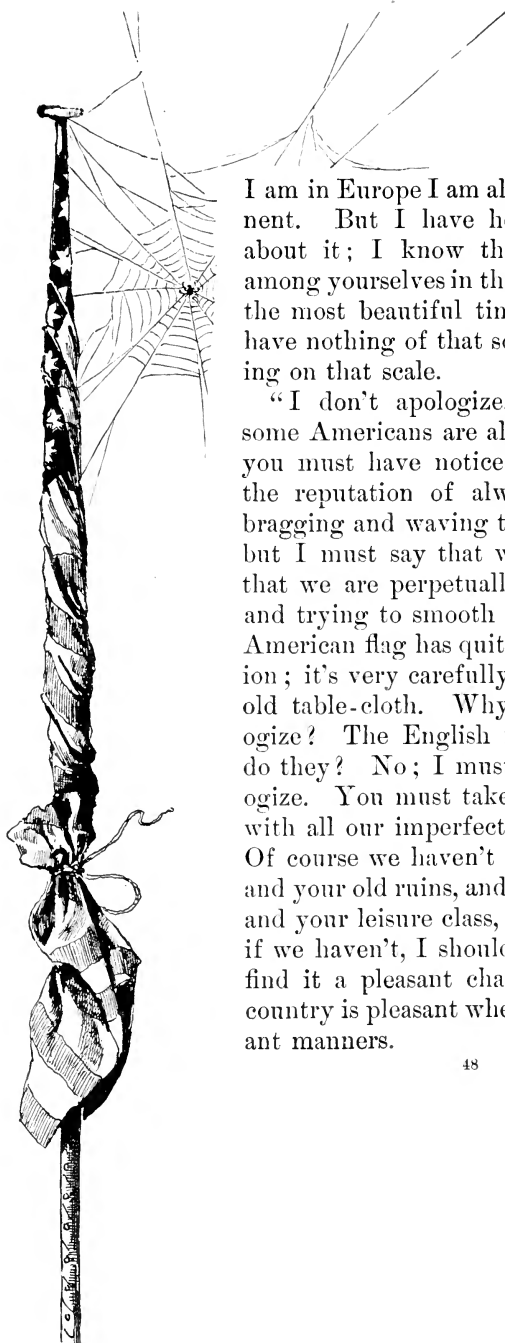 I am in Europe I am al
nent. But I have he
about it; I know th
among yourselves in th
the most beautiful tin
have nothing of that so
ing on that scale.
"I don't apologize
some Americans are al
you must have notice
the reputation of alw
bragging and waving t
but I must say that w
that we are perpetuall
and trying to smooth
American flag has quit
ion; it's very carefully
old table-cloth. Why
ogize? The English
do they? No; I mus
ogize. You must take
with all our imperfect
Of course we haven't
and your old ruins, and
and your leisure class,
if we haven't, I should
find it a pleasant cha
country is pleasant whe
ant manners.
48